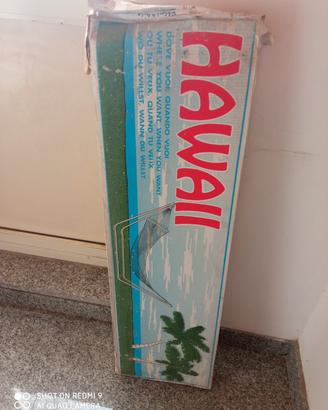 HAWAII
DOVE VUOI, QUANDO VUOI
WHERE YOU WANT, WHEN YOU WANT
OU TU VEUX, QUAND TU VEUX
WO DU WILLST, WANN DU WILLST
SHOT ON REDMI 9
AI QUAD CAMERA